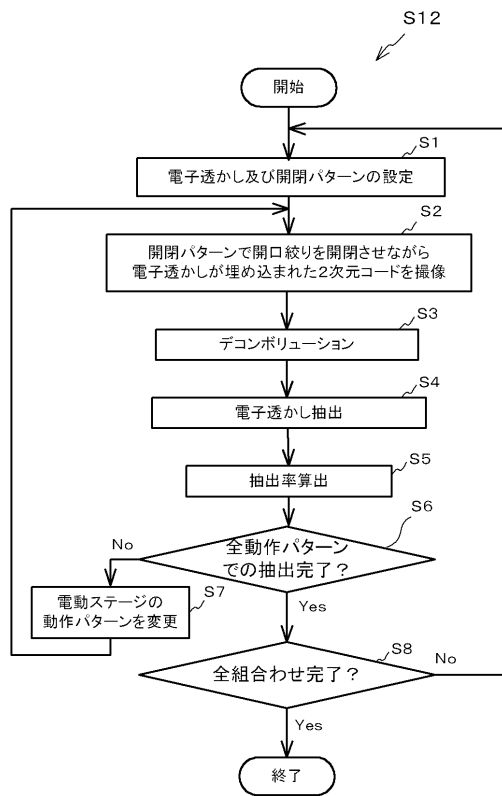 S12
開始
S1
電子透かし及び開閉パターンの設定
S2
開閉パターンで開口絞りを開閉させながら
電子透かしが埋め込まれた2次元コードを撮像
S3
デコンボリューション
S4
電子透かし抽出
S5
抽出率算出
S6
全動作パターン
での抽出完了?
No
S7
電動ステージの
動作パターンを変更
Yes
S8
全組合わせ完了?
No
Yes
終了